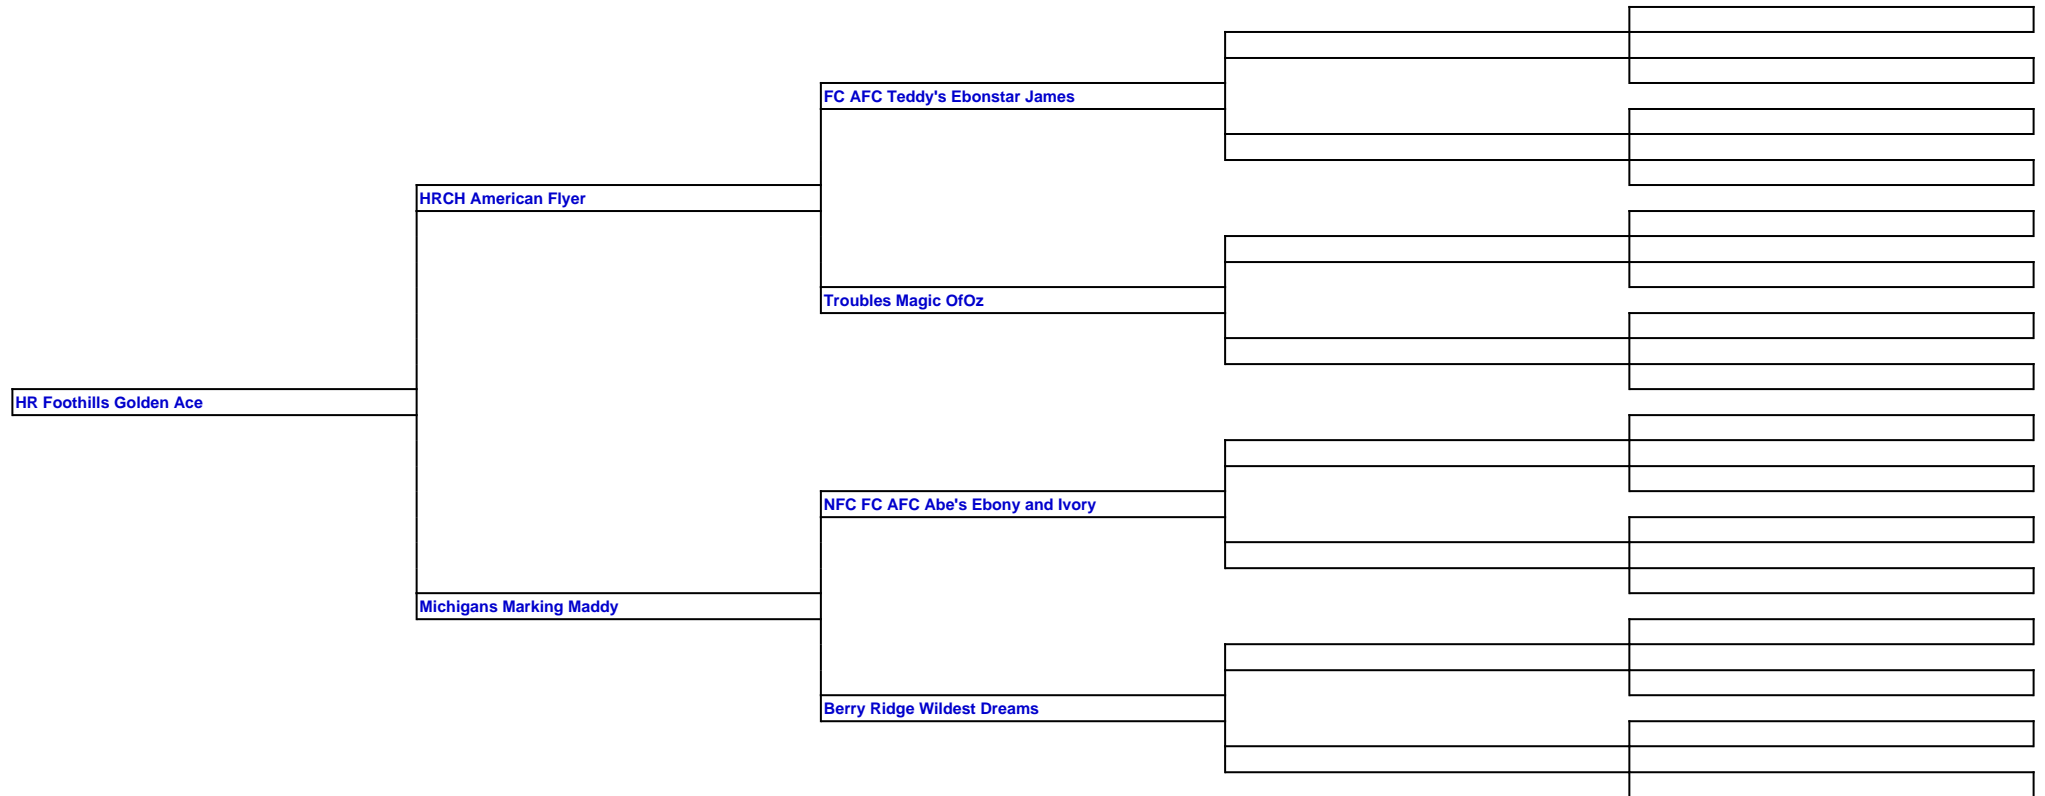 FC AFC Teddy's Ebonstar James
HRCH American Flyer
Troubles Magic OfOz
HR Foothills Golden Ace
NFC FC AFC Abe's Ebony and Ivory
Michigans Marking Maddy
Berry Ridge Wildest Dreams